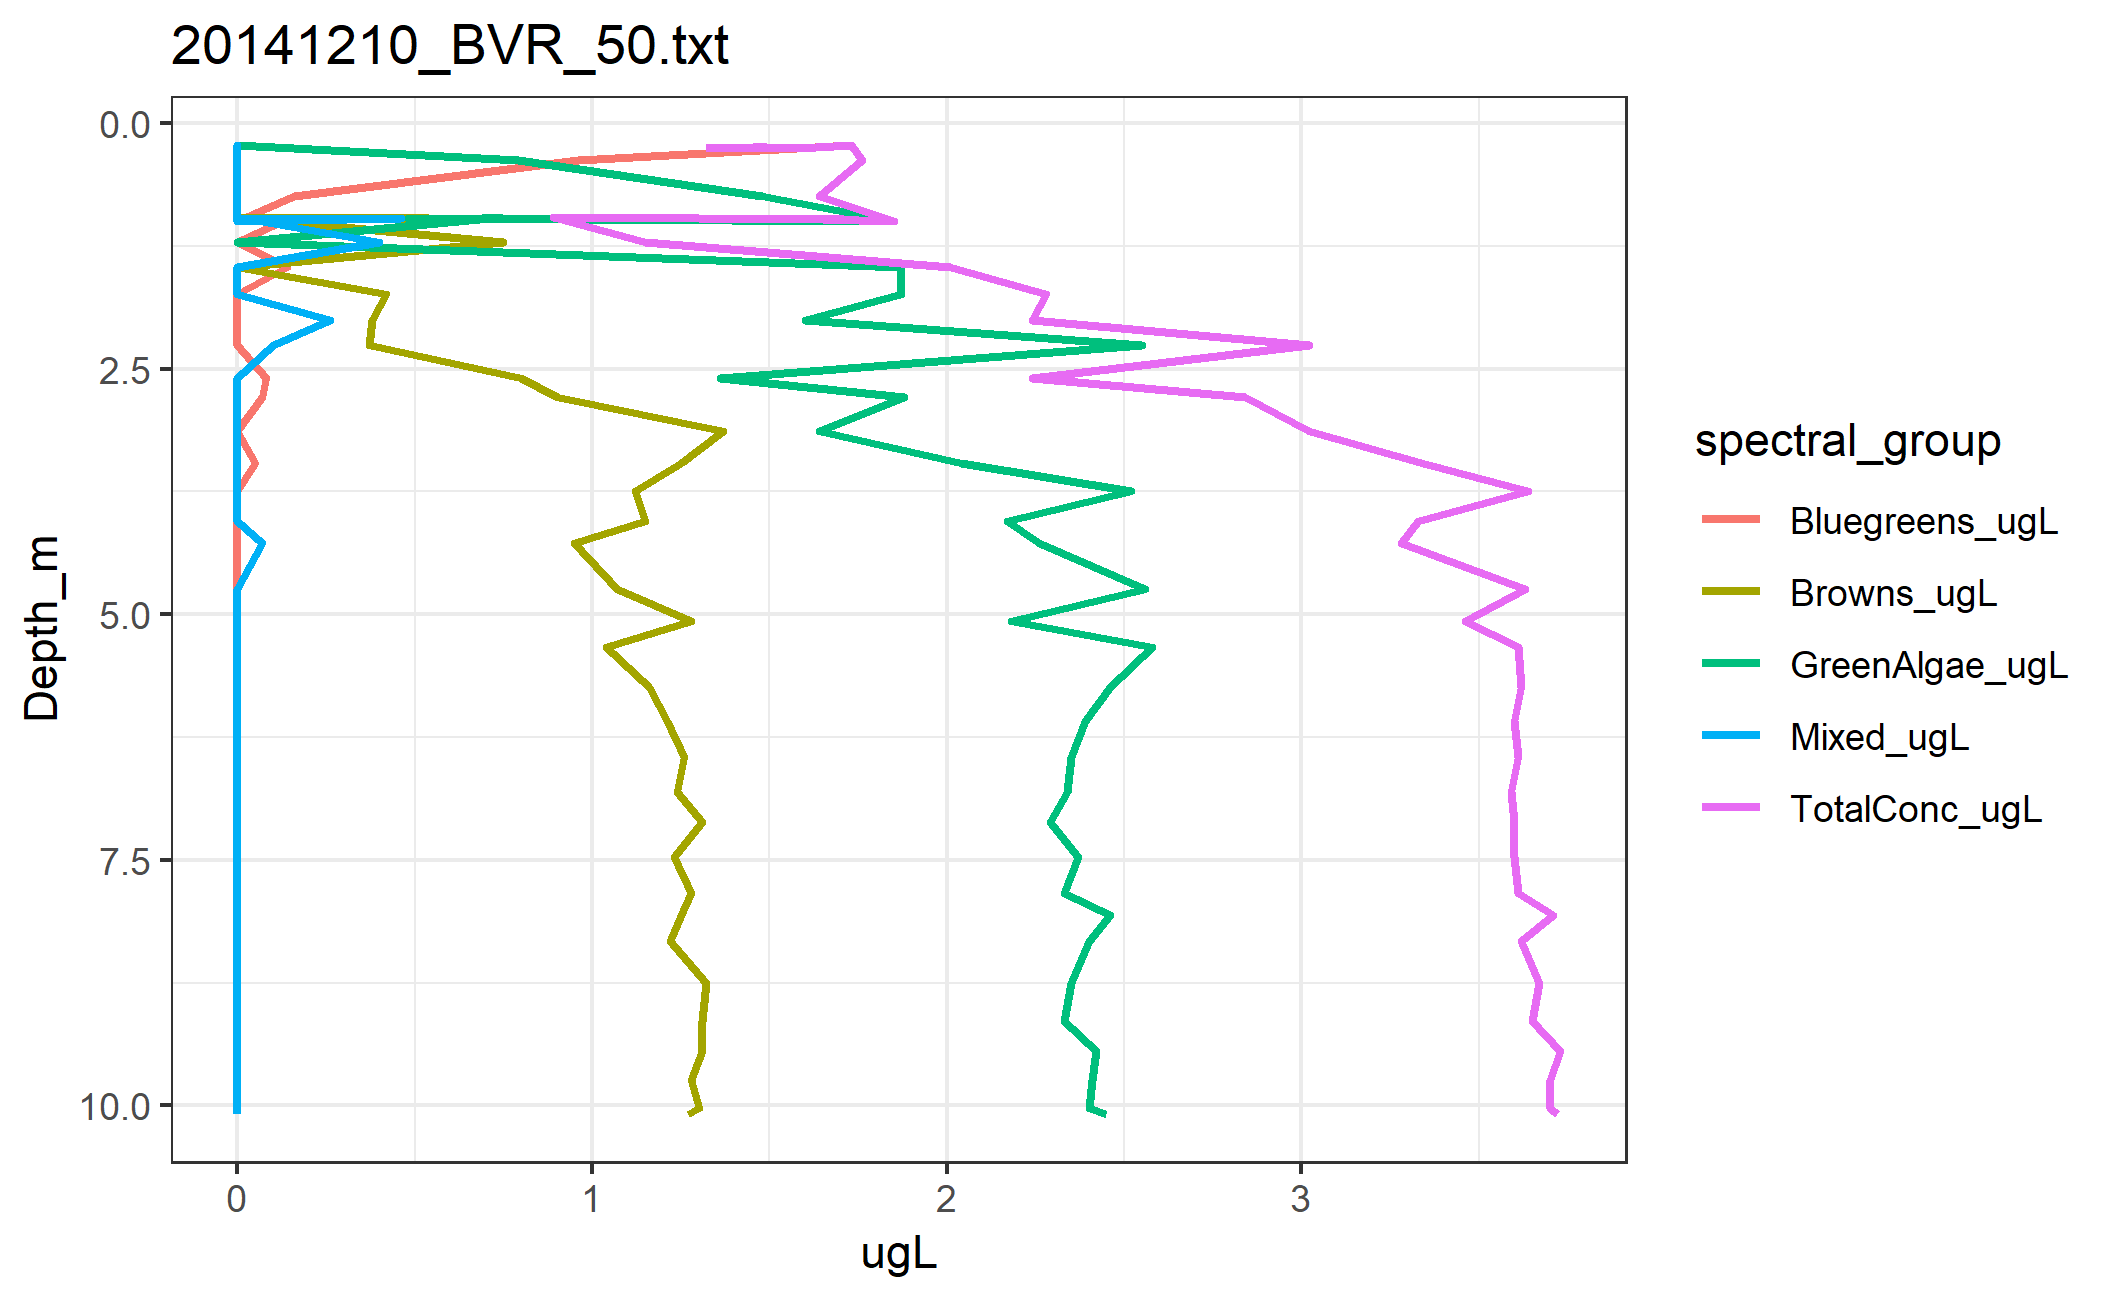 20141210_BVR_50.txt
0.0
2.5
5.0
7.5
10.0
Depth_m
0 1 2 3
ugL
spectral_group
Bluegreens_ugL
Browns_ugL
GreenAlgae_ugL
Mixed_ugL
TotalConc_ugL